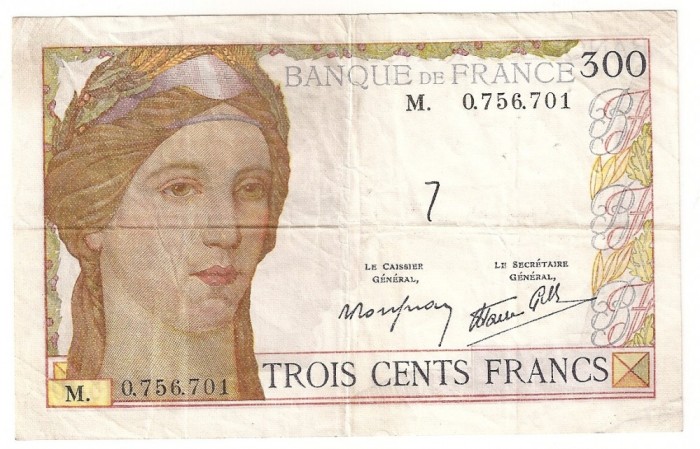 BANQUE DE FRANCE 300
M. 0.756.701
7
LE CAISSIER GÉNÉRAL,
LE SECRÉTAIRE GÉNÉRAL,
TROIS CENTS FRANCS
M. 0.756.701